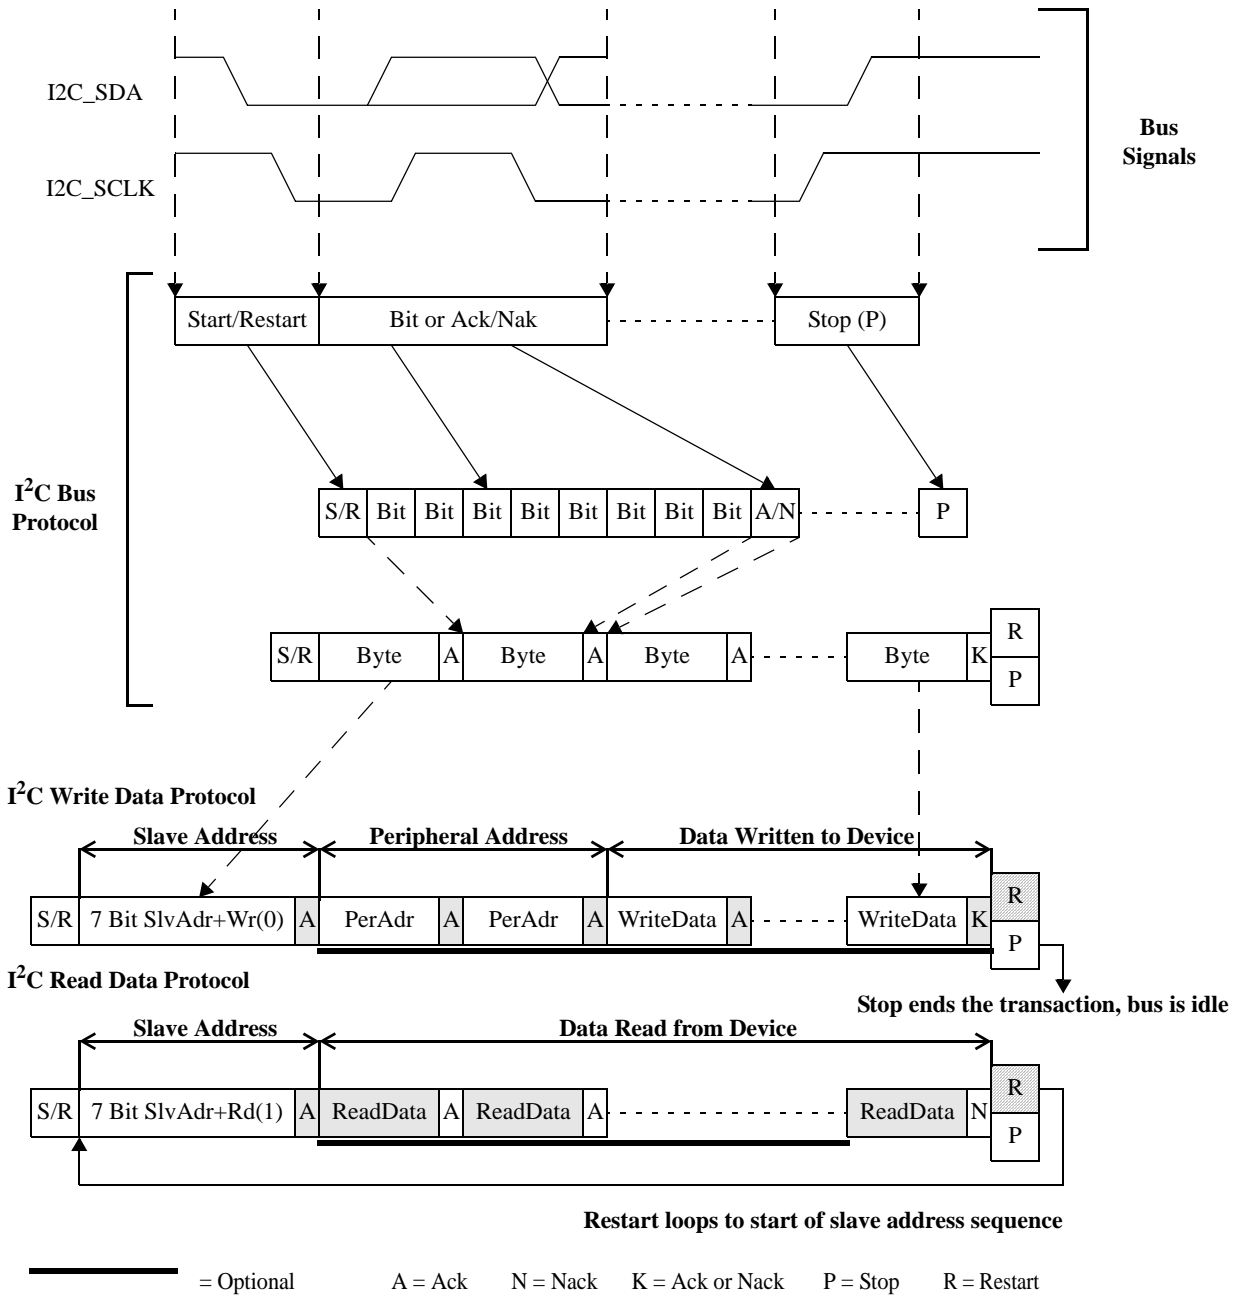 I2C_SDA
I2C_SCLK
Bus
Signals
Start/Restart Bit or Ack/Nak Stop (P)
I²C Bus
Protocol
S/R Bit Bit Bit Bit Bit Bit Bit Bit A/N P
S/R Byte A Byte A Byte A Byte K R
P
I²C Write Data Protocol
Slave Address Peripheral Address Data Written to Device
S/R 7 Bit SlvAdr+Wr(0) A PerAdr A PerAdr A WriteData A WriteData K R
P
I²C Read Data Protocol
Stop ends the transaction, bus is idle
Slave Address Data Read from Device
S/R 7 Bit SlvAdr+Rd(1) A ReadData A ReadData A ReadData N R
P
Restart loops to start of slave address sequence
= Optional A = Ack N = Nack K = Ack or Nack P = Stop R = Restart